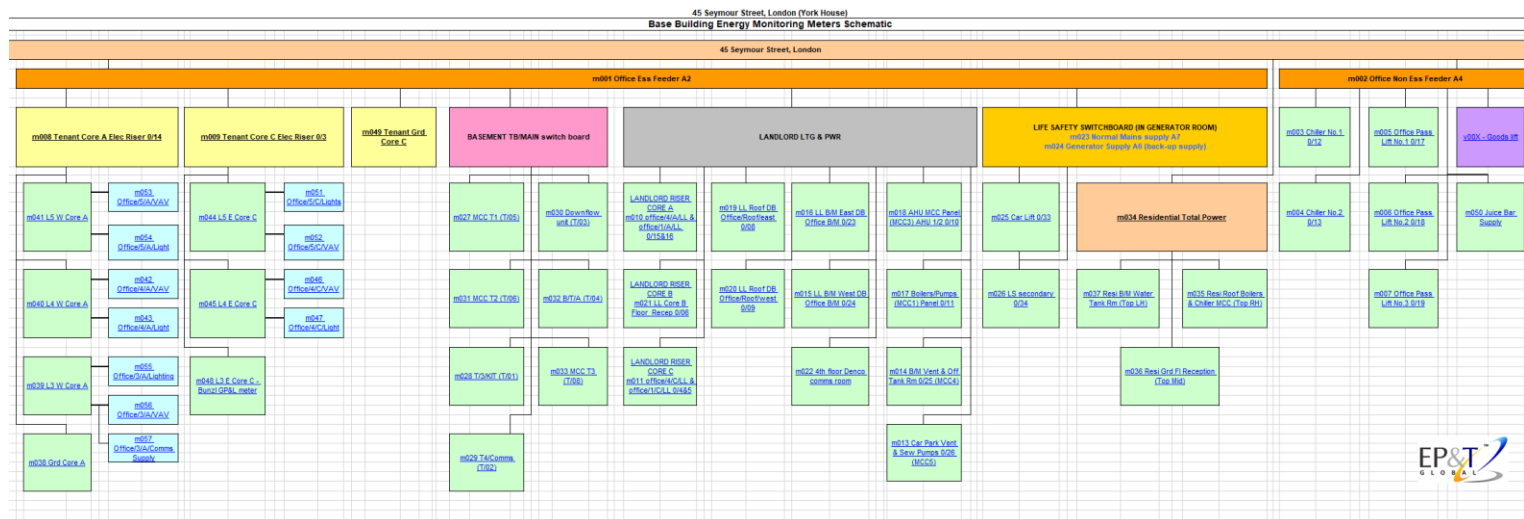 45 Seymour Street, London (York House)
Base Building Energy Monitoring Meters Schematic
45 Seymour Street, London
m001 Office Ess Feeder A2
m002 Office Non Ess Feeder A4
m008 Tenant Core A Elec Riser 0/14
m009 Tenant Core C Elec Riser 0/3
m049 Tenant Grd
Core C
BASEMENT TB/MAIN switch board
LANDLORD LTG & PWR
LIFE SAFETY SWITCHBOARD (IN GENERATOR ROOM)
m023 Normal Mains supply A7
m024 Generator Supply A6 (back-up supply)
m003 Chiller No.1
0/12
m005 Office Pass
Lift No.1 0/17
v00X - Goods lift
m041 L5 W Core A
m053
Office/5/A/VAV
m054
Office/5/A/Light
m044 L5 E Core C
m051
Office/5/C/Lights
m052
Office/5/C/VAV
m027 MCC T1 (T/05)
m030 Downflow
unit (T/03)
LANDLORD RISER
CORE A
m010 office/4/A/LL &
office/1/A/LL
0/15&16
m019 LL Roof DB
Office/Roof/east
0/08
m016 LL B/M East DB
Office B/M 0/23
m018 AHU MCC Panel
(MCC3) AHU 1/2 0/10
m025 Car Lift 0/33
m034 Residential Total Power
m004 Chiller No.2
0/13
m006 Office Pass
Lift No.2 0/18
m050 Juice Bar
Supply
m040 L4 W Core A
m042
Office/4/A/VAV
m043
Office/4/A/Light
m045 L4 E Core C
m046
Office/4/C/VAV
m047
Office/4/C/Light
m031 MCC T2 (T/06)
m032 B/T/A (T/04)
LANDLORD RISER
CORE B
m021 LL Core B
Floor Recep 0/06
m020 LL Roof DB
Office/Roof/west
0/09
m015 LL B/M West DB
Office B/M 0/24
m017 Boilers/Pumps
(MCC1) Panel 0/11
m026 LS secondary
0/34
m037 Resi B/M Water
Tank Rm (Top LH)
m035 Resi Roof Boilers
& Chiller MCC (Top RH)
m007 Office Pass
Lift No.3 0/19
m039 L3 W Core A
m055
Office/3/A/Lighting
m056
Office/3/A/VAV
m057
Office/3/A/Comms
Supply
m048 L3 E Core C -
Bunzl GP&L meter
m028 T/3/KIT (T/01)
m033 MCC T3
(T/08)
LANDLORD RISER
CORE C
m011 office/4/C/LL &
office/1/C/LL 0/4&5
m022 4th floor Denco
comms room
m014 B/M Vent & Off
Tank Rm 0/25 (MCC4)
m036 Resi Grd Fl Reception
(Top Mid)
m038 Grd Core A
m029 T4/Comms
(T/02)
m013 Car Park Vent
& Sew Pumps 0/26
(MCC5)
EP&T™
GLOBAL